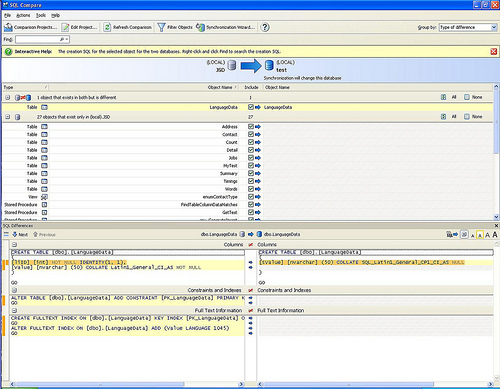 SQL Compare
File Actions Tools Help
Comparison Projects... Edit Project... Refresh Comparison Filter Objects Synchronization Wizard... Group by: Type of difference
Find:
Interactive Help: The creation SQL for the selected object for the two databases. Right-click and click Find to search the creation SQL.
(LOCAL) (LOCAL)
JSD test
Synchronization will change this database
Type Object Name Include Object Name
1 object that exists in both but is different 1 All None
Table LanguageData LanguageData
27 objects that exist only in (local).JSD 27 All None
Table Address
Table Contact
Table Count
Table Detail
Table Jobs
Table MyTest
Table Summary
Table Timings
Table Words
View enumContactType
Stored Procedure FindTableColumnDataMatches
Stored Procedure GetTest
SQL Differences
Next Previous dbo.LanguageData dbo.LanguageData A A A
Columns Columns
CREATE TABLE [dbo].[LanguageData] CREATE TABLE [dbo].[LanguageData]
( (
[liID] [int] NOT NULL IDENTITY(1, 1),
[value] [nvarchar] (50) COLLATE Latin1_General_CI_AS NOT NULL [svalue] [nvarchar] (50) COLLATE SQL_Latin1_General_CP1_CI_AS NULL
) )
GO GO
Constraints and Indexes Constraints and Indexes
ALTER TABLE [dbo].[LanguageData] ADD CONSTRAINT [PK_LanguageData] PRIMARY K
GO
Full Text Information Full Text Information
CREATE FULLTEXT INDEX ON [dbo].[LanguageData] KEY INDEX [PK_LanguageData] O
GO
ALTER FULLTEXT INDEX ON [dbo].[LanguageData] ADD (value LANGUAGE 1045)
GO